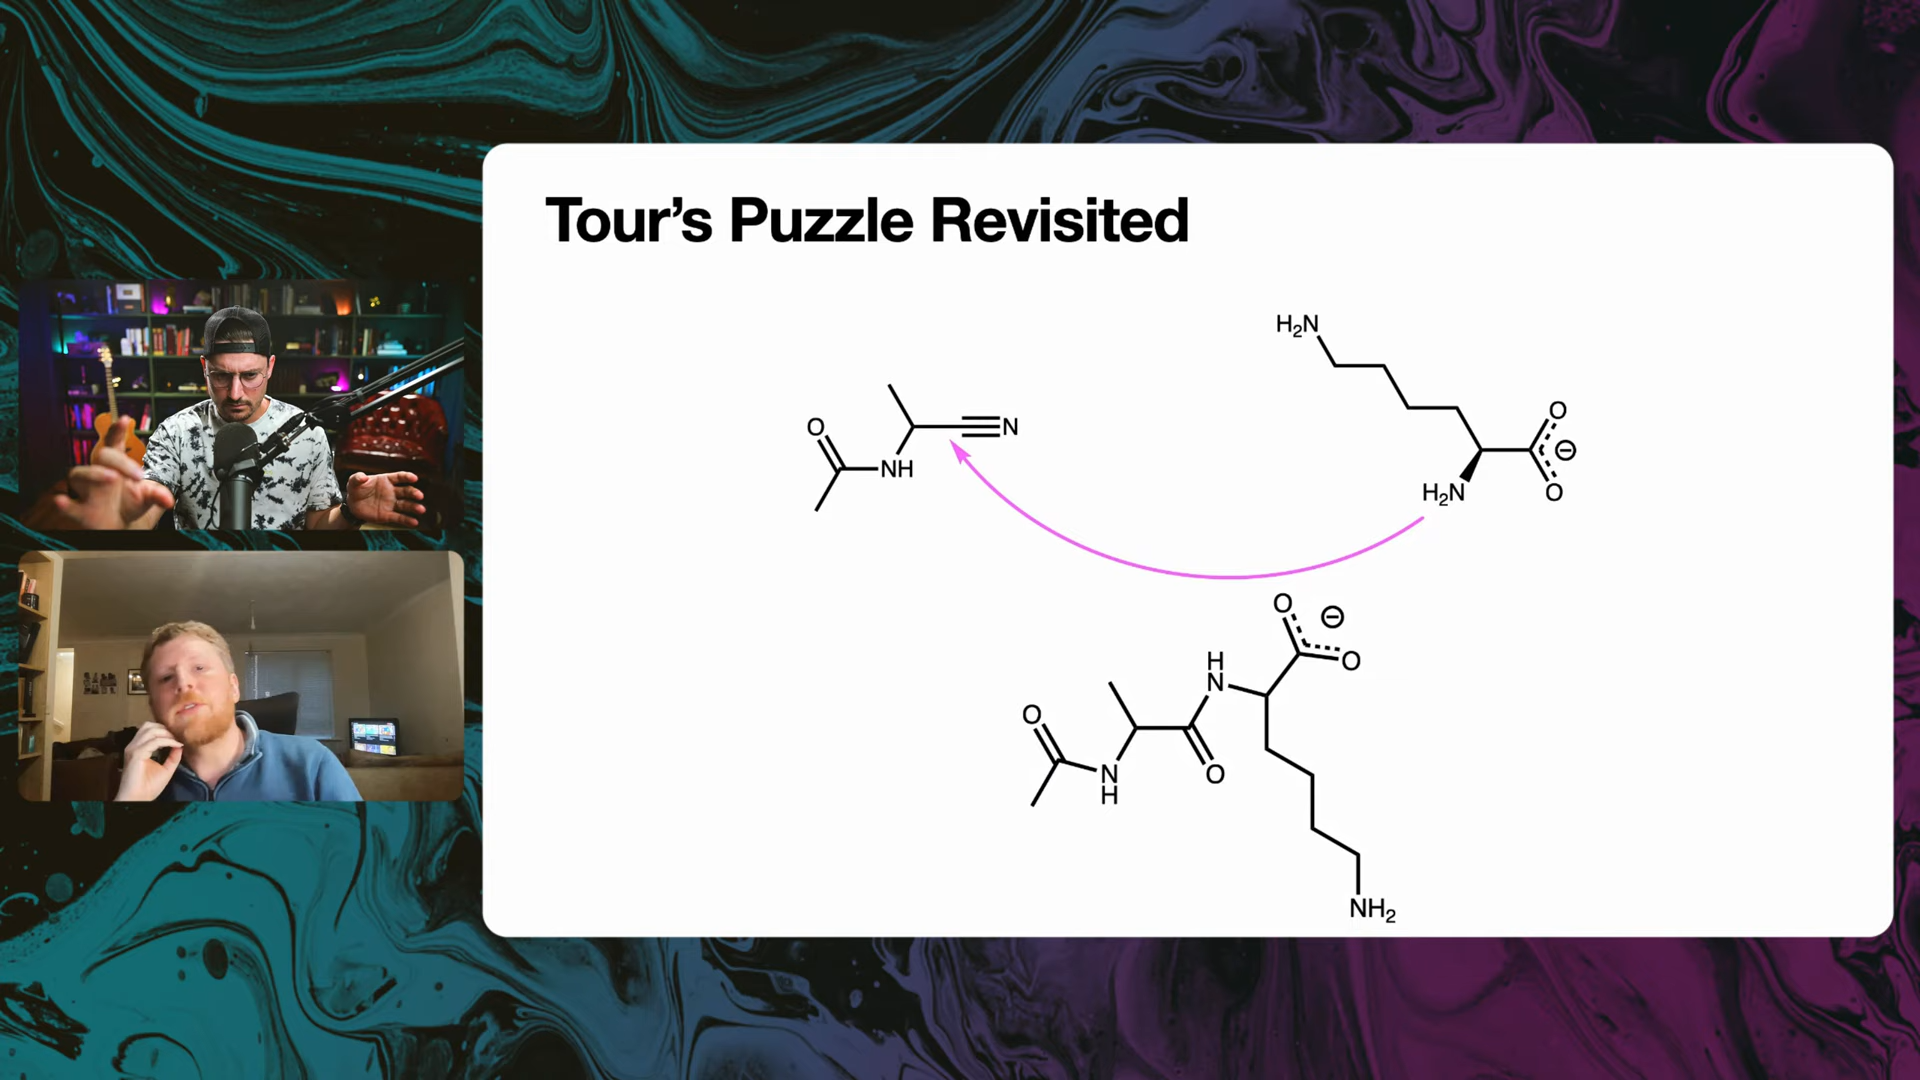 Tour's Puzzle Revisited
H₂N
O
N
NH
O
⊖
H₂N
O
O
⊖
H
N
O
O
N
H
O
NH₂